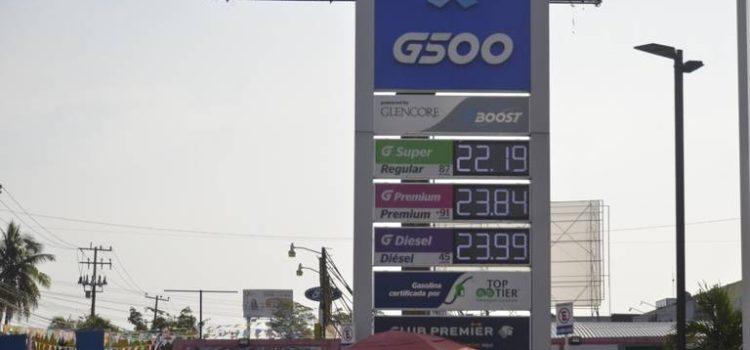 G500
powered by
GLENCORE
BOOST
G Super
Regular 87
22.19
G Premium
Premium +91
23.84
G Diesel
Diésel 45
23.99
Gasolina
certificada por
TOP
TIER
CLUB PREMIER
Ford
E
E